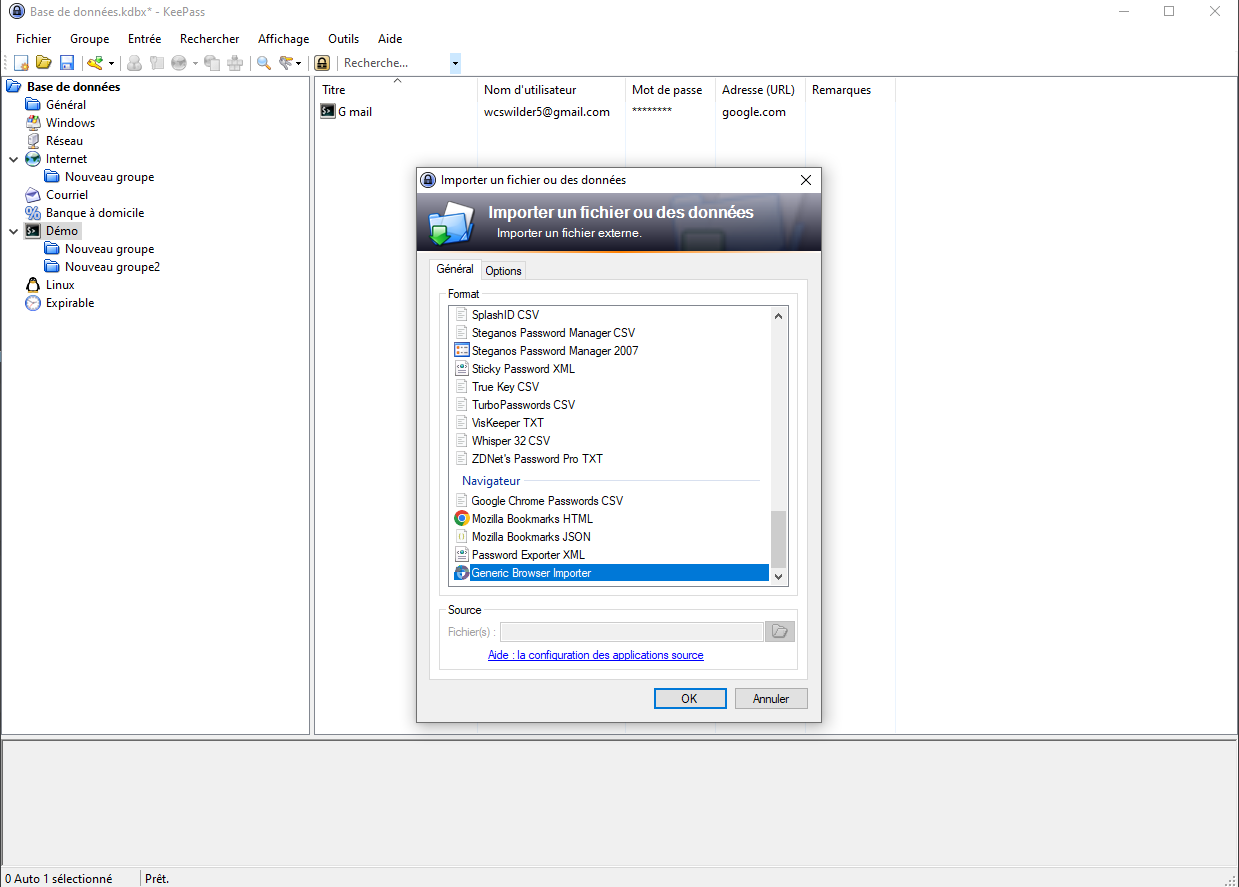 Base de données.kdbx* - KeePass
Fichier Groupe Entrée Rechercher Affichage Outils Aide
Recherche...
Base de données
Général
Windows
Réseau
Internet
Nouveau groupe
Courriel
Banque à domicile
Démo
Nouveau groupe
Nouveau groupe2
Linux
Expirable
Titre Nom d'utilisateur Mot de passe Adresse (URL) Remarques
G mail wcswilder5@gmail.com ******** google.com
Importer un fichier ou des données
Importer un fichier ou des données
Importer un fichier externe.
Général Options
Format
SplashID CSV
Steganos Password Manager CSV
Steganos Password Manager 2007
Sticky Password XML
True Key CSV
TurboPasswords CSV
VisKeeper TXT
Whisper 32 CSV
ZDNet's Password Pro TXT
Navigateur
Google Chrome Passwords CSV
Mozilla Bookmarks HTML
Mozilla Bookmarks JSON
Password Exporter XML
Generic Browser Importer
Source
Fichier(s) :
Aide : la configuration des applications source
OK Annuler
0 Auto 1 sélectionné Prêt.